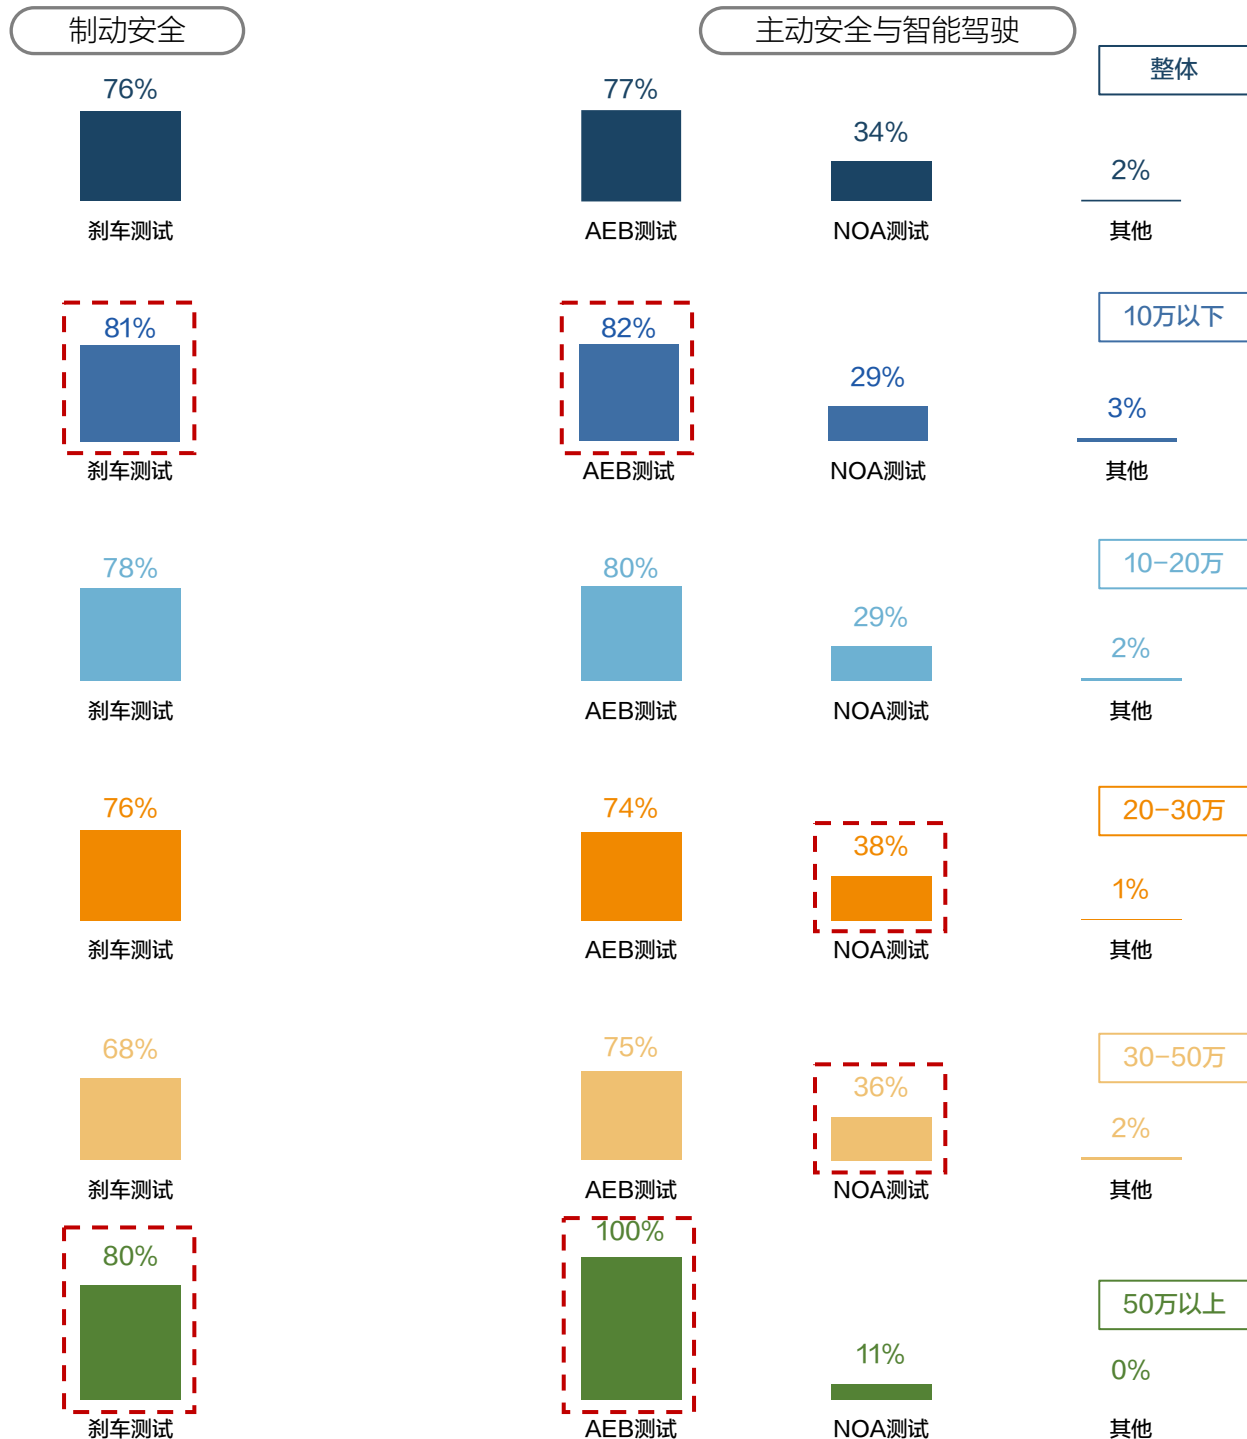 制动安全
主动安全与智能驾驶
整体
76%
77%
34%
2%
刹车测试
AEB测试
NOA测试
其他
10万以下
81%
82%
29%
3%
刹车测试
AEB测试
NOA测试
其他
10-20万
78%
80%
29%
2%
刹车测试
AEB测试
NOA测试
其他
20-30万
76%
74%
38%
1%
刹车测试
AEB测试
NOA测试
其他
30-50万
68%
75%
36%
2%
刹车测试
AEB测试
NOA测试
其他
50万以上
80%
100%
11%
0%
刹车测试
AEB测试
NOA测试
其他